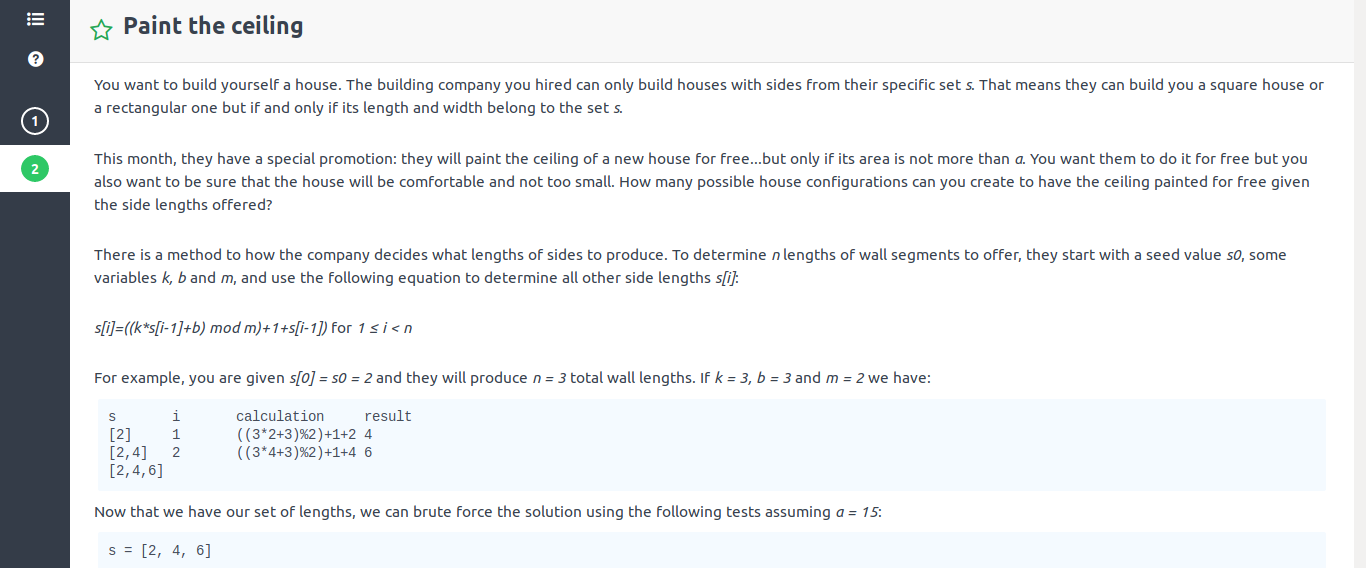 Paint the ceiling
?
You want to build yourself a house. The building company you hired can only build houses with sides from their specific set s. That means they can build you a square house or
a rectangular one but if and only if its length and width belong to the set s.
1
This month, they have a special promotion: they will paint the ceiling of a new house for free...but only if its area is not more than a. You want them to do it for free but you
2
also want to be sure that the house will be comfortable and not too small. How many possible house configurations can you create to have the ceiling painted for free given
the side lengths offered?
There is a method to how the company decides what lengths of sides to produce. To determine n lengths of wall segments to offer, they start with a seed value s0, some
variables k, b and m, and use the following equation to determine all other side lengths s[i]:
s[i]=((k*s[i-1]+b) mod m)+1+s[i-1]) for 1 ≤ i < n
For example, you are given s[0] = s0 = 2 and they will produce n = 3 total wall lengths. If k = 3, b = 3 and m = 2 we have:
s i calculation result
[2] 1 ((3*2+3)%2)+1+2 4
[2,4] 2 ((3*4+3)%2)+1+4 6
[2,4,6]
Now that we have our set of lengths, we can brute force the solution using the following tests assuming a = 15:
s = [2, 4, 6]